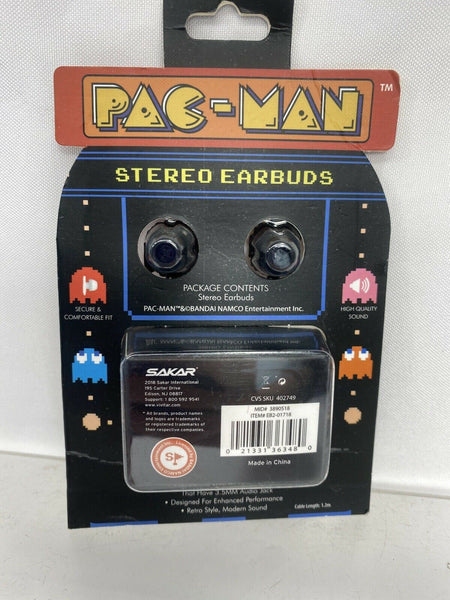 PAC-MAN TM
STEREO EARBUDS
PACKAGE CONTENTS
Stereo Earbuds
PAC-MAN™&©BANDAI NAMCO Entertainment Inc.
SECURE &
COMFORTABLE FIT
HIGH QUALITY
SOUND
SAKAR®
2018 Sakar International
195 Carter Drive
Edison, NJ 08817
Support: 1 800 592 9541
www.vivitar.com
* All brands, product names
and logos are trademarks
or registered trademarks of
their respective companies.
CVS SKU 402749
MID# 3890518
ITEM# EB2-01718
0 21331 36348 0
Made in China
That Have 3.5MM Audio Jack
• Designed For Enhanced Performance
• Retro Style, Modern Sound
Cable Length: 1.2m